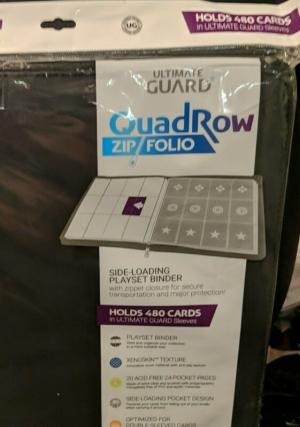 HOLDS 480 CARDS
in ULTIMATE GUARD Sleeves
UG
ULTIMATE
GUARD
QuadRow
ZIP/FOLIO
SIDE-LOADING
PLAYSET BINDER
with zipper closure for secure
transportation and major protection!
HOLDS 480 CARDS
in ULTIMATE GUARD Sleeves
PLAYSET BINDER
XENOSKIN™ TEXTURE
20 ACID FREE 24-POCKET PAGES
SIDE-LOADING POCKET DESIGN
OPTIMIZED FOR
DOUBLE-SLEEVED CARDS